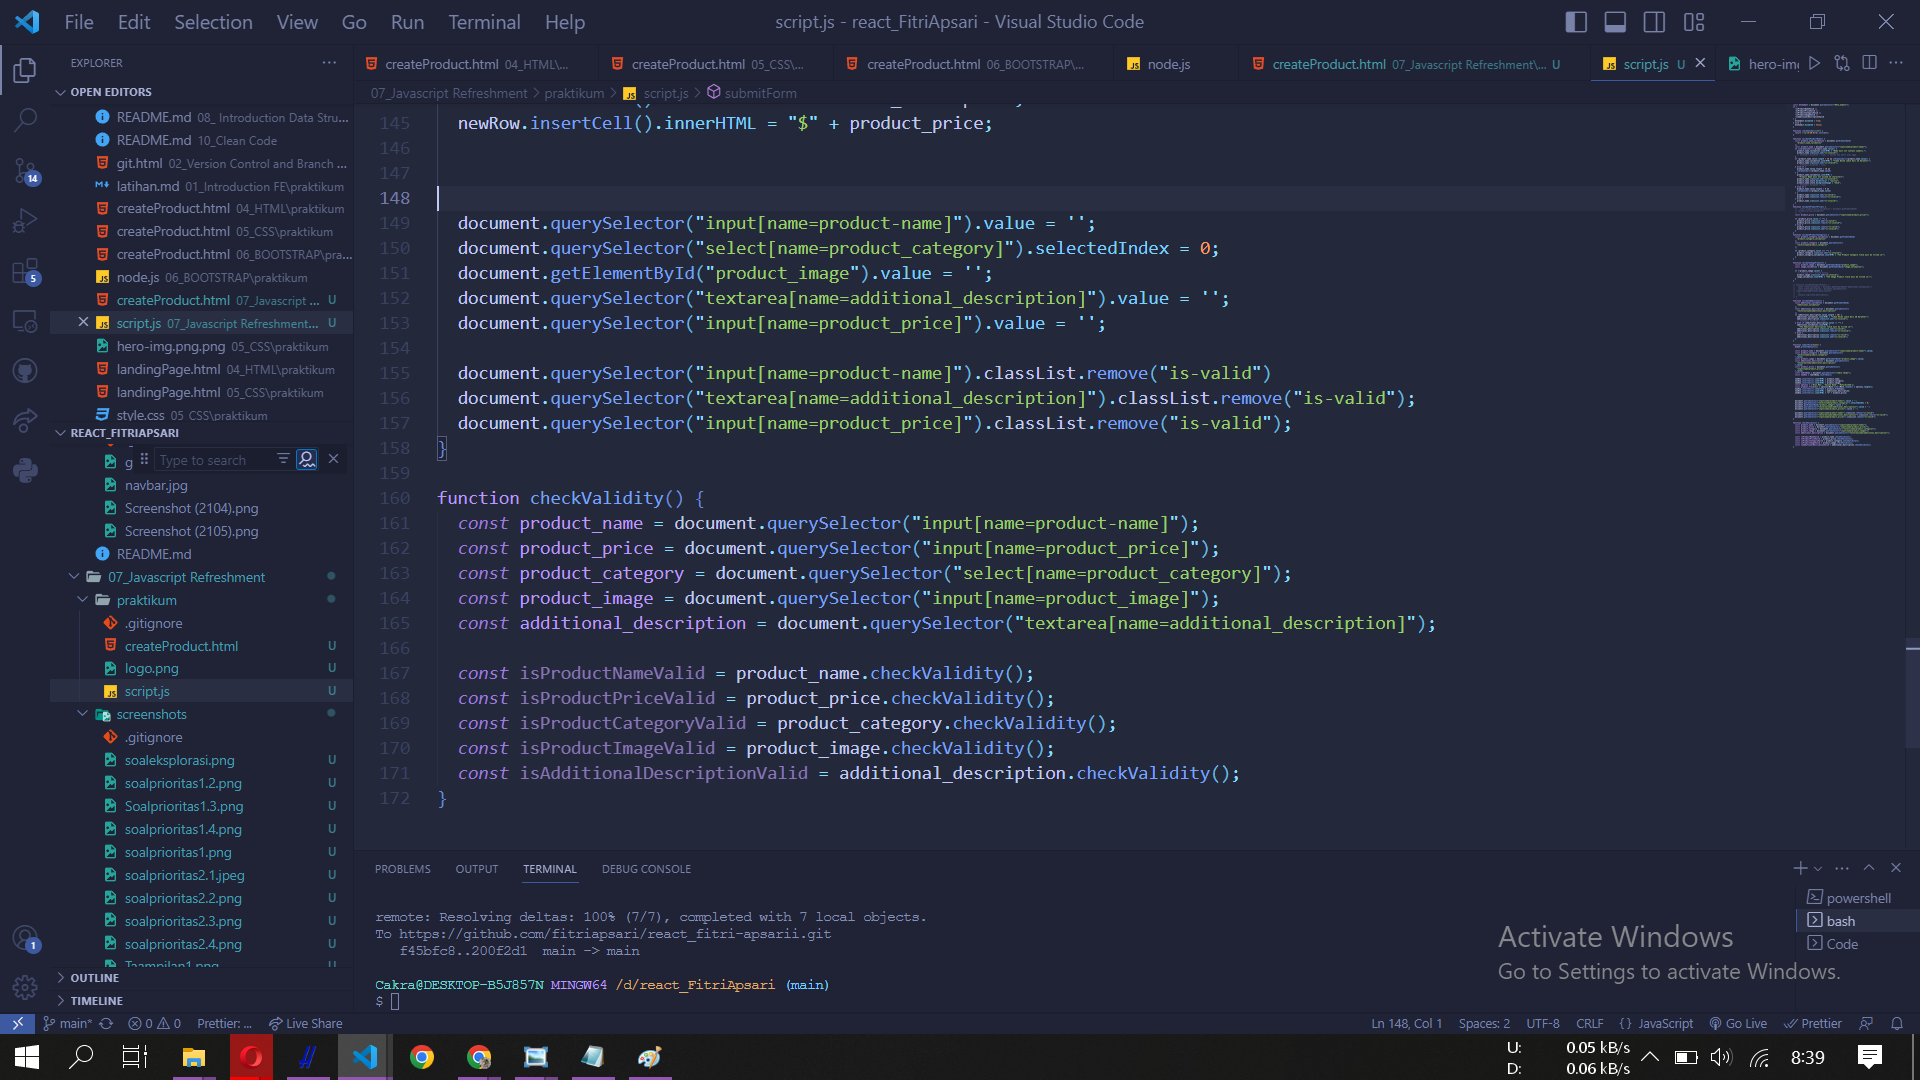 File Edit Selection View Go Run Terminal Help
script.js - react_FitriApsari - Visual Studio Code
EXPLORER
createProduct.html 04_HTML\...
createProduct.html 05_CSS\...
createProduct.html 06_BOOTSTRAP\...
node.js
createProduct.html 07_Javascript Refreshment\... U
script.js U
hero-im
07_Javascript Refreshment > praktikum > script.js > submitForm
OPEN EDITORS
README.md 08_ Introduction Data Stru...
README.md 10_Clean Code
git.html 02_Version Control and Branch ...
latihan.md 01_Introduction FE\praktikum
createProduct.html 04_HTML\praktikum
createProduct.html 05_CSS\praktikum
createProduct.html 06_BOOTSTRAP\pra...
node.js 06_BOOTSTRAP\praktikum
createProduct.html 07_Javascript ... U
script.js 07_Javascript Refreshment... U
hero-img.png.png 05_CSS\praktikum
landingPage.html 04_HTML\praktikum
landingPage.html 05_CSS\praktikum
style.css 05_CSS\praktikum
REACT_FITRIAPSARI
g
Type to search
navbar.jpg
Screenshot (2104).png
Screenshot (2105).png
README.md
07_Javascript Refreshment
praktikum
.gitignore
createProduct.html U
logo.png U
script.js U
screenshots
.gitignore
soaleksplorasi.png U
soalprioritas1.2.png U
Soalprioritas1.3.png U
soalprioritas1.4.png U
soalprioritas1.png U
soalprioritas2.1.jpeg U
soalprioritas2.2.png U
soalprioritas2.3.png U
soalprioritas2.4.png U
Taampilan1.png U
OUTLINE
TIMELINE
14
5
1
145 newRow.insertCell().innerHTML = "$" + product_price;
146
147
148
149 document.querySelector("input[name=product-name]").value = '';
150 document.querySelector("select[name=product_category]").selectedIndex = 0;
151 document.getElementById("product_image").value = '';
152 document.querySelector("textarea[name=additional_description]").value = '';
153 document.querySelector("input[name=product_price]").value = '';
154
155 document.querySelector("input[name=product-name]").classList.remove("is-valid")
156 document.querySelector("textarea[name=additional_description]").classList.remove("is-valid");
157 document.querySelector("input[name=product_price]").classList.remove("is-valid");
158 }
159
160 function checkValidity() {
161 const product_name = document.querySelector("input[name=product-name]");
162 const product_price = document.querySelector("input[name=product_price]");
163 const product_category = document.querySelector("select[name=product_category]");
164 const product_image = document.querySelector("input[name=product_image]");
165 const additional_description = document.querySelector("textarea[name=additional_description]");
166
167 const isProductNameValid = product_name.checkValidity();
168 const isProductPriceValid = product_price.checkValidity();
169 const isProductCategoryValid = product_category.checkValidity();
170 const isProductImageValid = product_image.checkValidity();
171 const isAdditionalDescriptionValid = additional_description.checkValidity();
172 }
PROBLEMS OUTPUT TERMINAL DEBUG CONSOLE
remote: Resolving deltas: 100% (7/7), completed with 7 local objects.
To https://github.com/fitriapsari/react_fitri-apsarii.git
f45bfc8..200f2d1 main -> main
Cakra@DESKTOP-B5J857N MINGW64 /d/react_FitriApsari (main)
$
powershell
bash
Code
Activate Windows
Go to Settings to activate Windows.
main* 0 0 Prettier: ... Live Share
Ln 148, Col 1 Spaces: 2 UTF-8 CRLF {} JavaScript Go Live Prettier
U: 0.05 kB/s
D: 0.06 kB/s
8:39